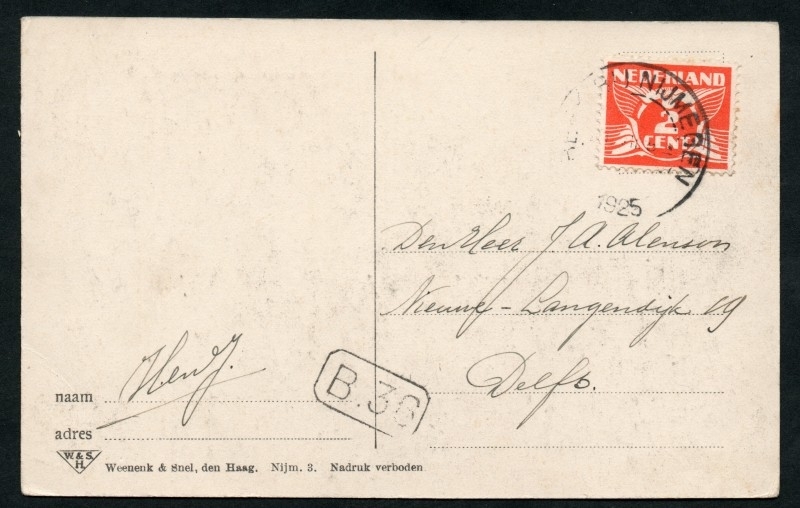 NEDERLAND
2
CENT
NIJMEGEN
1925
Den Heer J. A. Alenson
Nieuwe - Langendijk 69
Delft.
Henk J.
B.36
naam
adres
W.&S.
H.
Weenenk & Snel, den Haag. Nijm. 3. Nadruk verboden